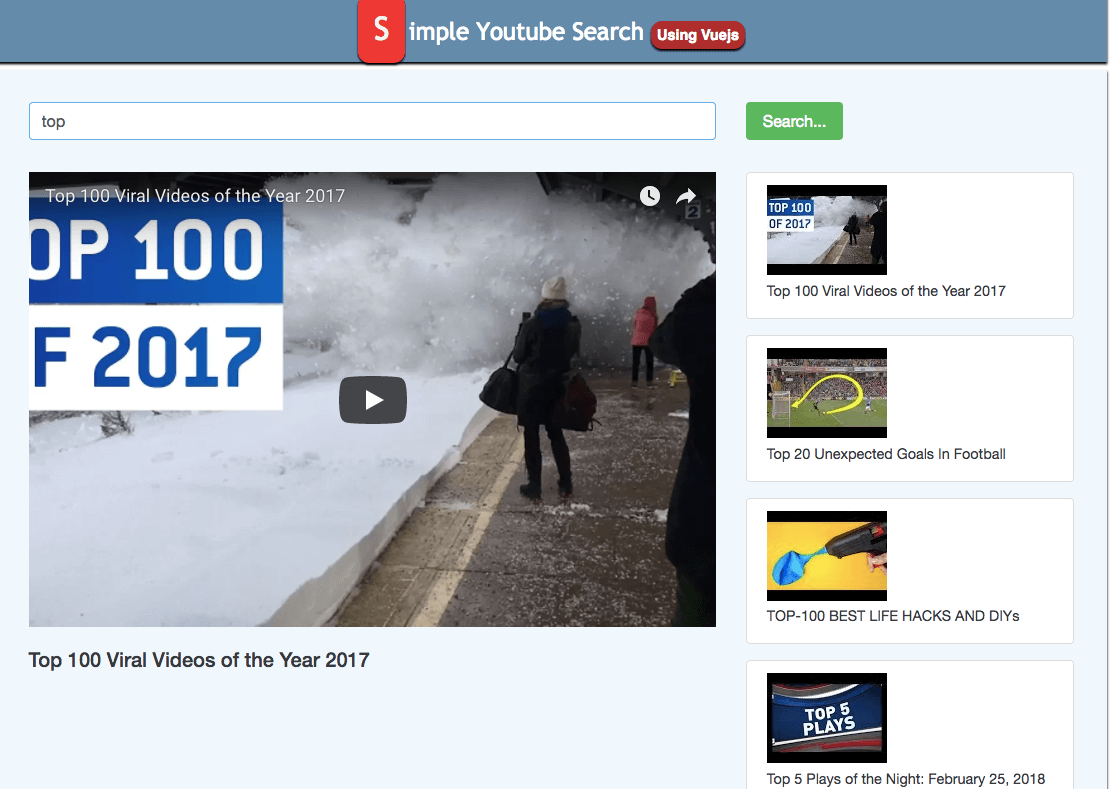 Simple Youtube Search Using Vuejs
top
Search...
Top 100 Viral Videos of the Year 2017
2
OP 100
F 2017
Top 100 Viral Videos of the Year 2017
TOP 100
OF 2017
Top 100 Viral Videos of the Year 2017
Top 20 Unexpected Goals In Football
TOP-100 BEST LIFE HACKS AND DIYs
TOP 5
PLAYS
Top 5 Plays of the Night: February 25, 2018